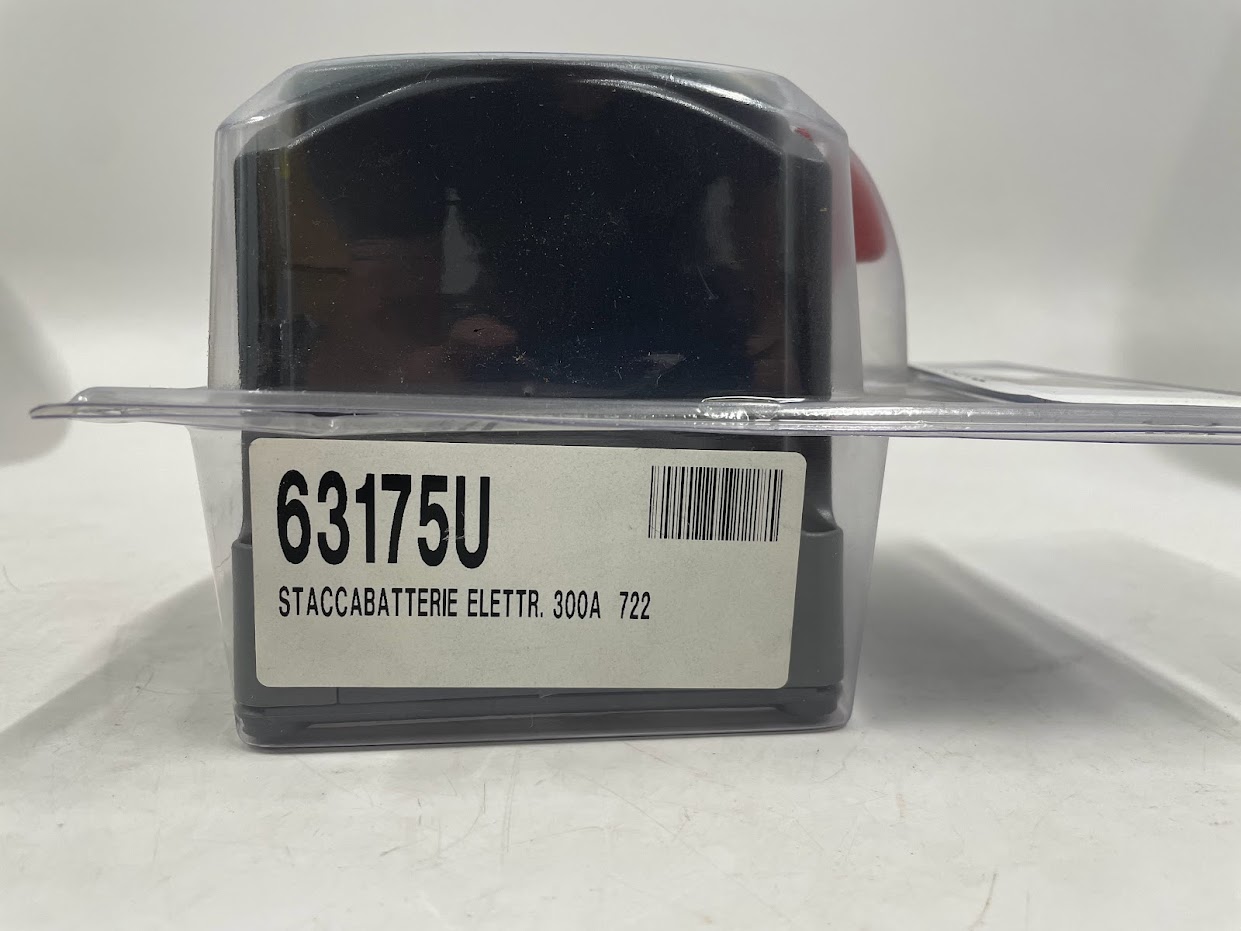 63175U
STACCABATTERIE ELETTR. 300A 722